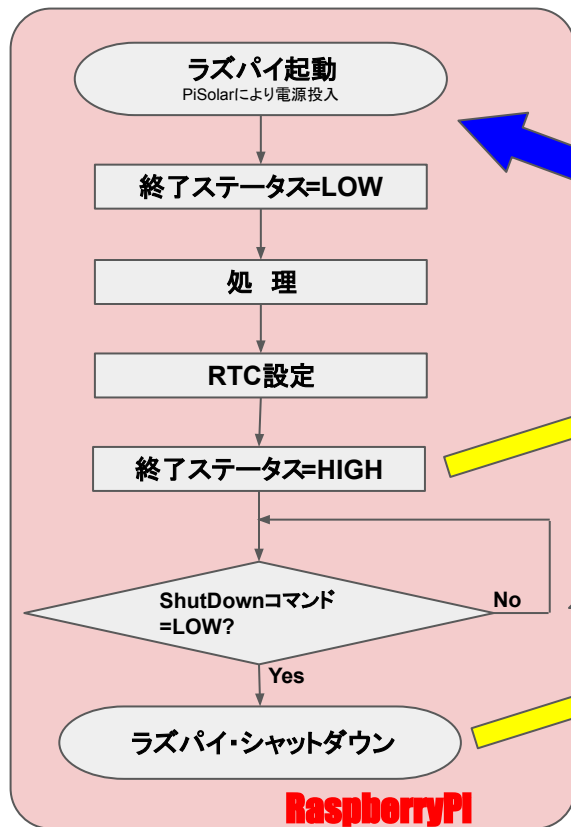 ラズパイ起動
PiSolarにより電源投入
終了ステータス=LOW
処 理
RTC設定
終了ステータス=HIGH
ShutDownコマンド
=LOW?
No
Yes
ラズパイ・シャットダウン
RaspberryPI